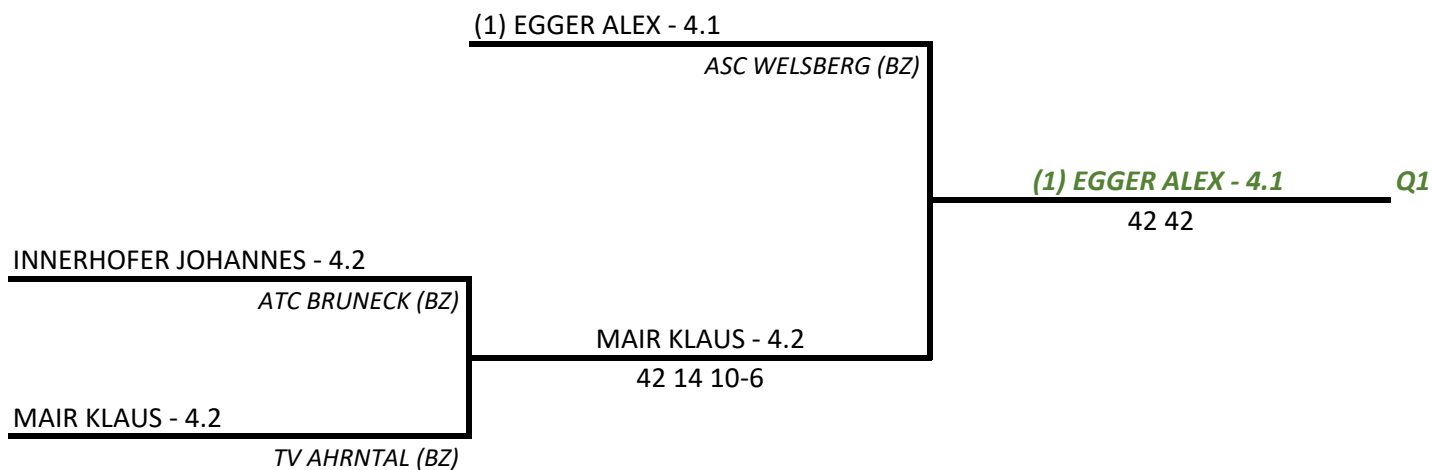 (1) EGGER ALEX - 4.1
ASC WELSBERG (BZ)
(1) EGGER ALEX - 4.1
Q1
42 42
INNERHOFER JOHANNES - 4.2
ATC BRUNECK (BZ)
MAIR KLAUS - 4.2
42 14 10-6
MAIR KLAUS - 4.2
TV AHRNTAL (BZ)